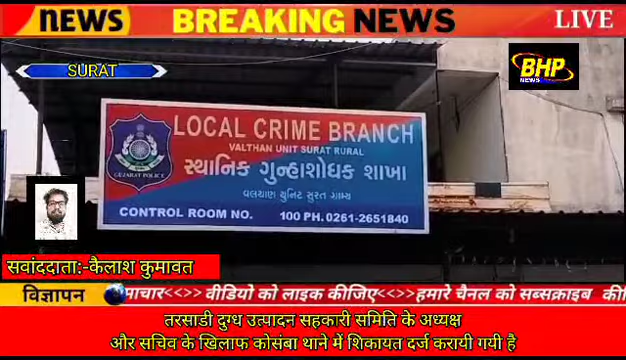 NEWS
BREAKING NEWS
LIVE
SURAT
BHP
NEWS
LOCAL CRIME BRANCH
VALTHAN UNIT SURAT RURAL
સ્થાનિક ગુન્હાશોધક શાખા
વલથાણ યુનિટ સુરત ગ્રામ્ય
GUJARAT POLICE
CONTROL ROOM NO. 100 PH. 0261-2651840
सवांददाता:-कैलाश कुमावत
विज्ञापन
माचार<<>> वीडियो को लाइक कीजिए<<>>हमारे चैनल को सब्सक्राइब की
तरसाडी दुग्ध उत्पादन सहकारी समिति के अध्यक्ष
और सचिव के खिलाफ कोसंबा थाने में शिकायत दर्ज करायी गयी है